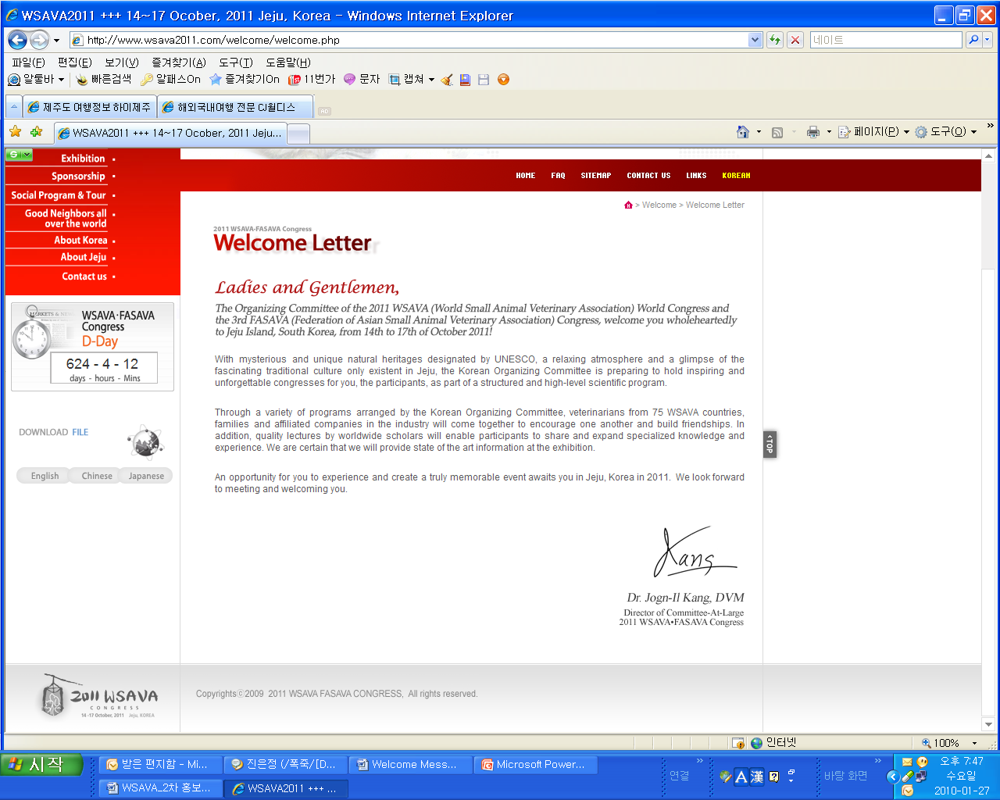 WSAVA2011 +++ 14~17 Ocober, 2011 Jeju, Korea - Windows Internet Explorer
http://www.wsava2011.com/welcome/welcome.php
네이트
파일(F) 편집(E) 보기(V) 즐겨찾기(A) 도구(T) 도움말(H)
알툴바 빠른검색 알패스On 즐겨찾기On 11번가 문자 캡쳐
제주도 여행정보 하이제주 해외국내여행 전문 CJ월디스 AD
WSAVA2011 +++ 14~17 Ocober, 2011 Jeju... 페이지(P) 도구(O)
Exhibition
Sponsorship
Social Program & Tour
Good Neighbors all
over the world
About Korea
About Jeju
Contact us
HOME FAQ SITEMAP CONTACT US LINKS KOREAN
> Welcome > Welcome Letter
2011 WSAVA-FASAVA Congress
Welcome Letter
Ladies and Gentlemen,
The Organizing Committee of the 2011 WSAVA (World Small Animal Veterinary Association) World Congress and
the 3rd FASAVA (Federation of Asian Small Animal Veterinary Association) Congress, welcome you wholeheartedly
to Jeju Island, South Korea, from 14th to 17th of October 2011!
With mysterious and unique natural heritages designated by UNESCO, a relaxing atmosphere and a glimpse of the
fascinating traditional culture only existent in Jeju, the Korean Organizing Committee is preparing to hold inspiring and
unforgettable congresses for you, the participants, as part of a structured and high-level scientific program.
Through a variety of programs arranged by the Korean Organizing Committee, veterinarians from 75 WSAVA countries,
families and affiliated companies in the industry will come together to encourage one another and build friendships. In
addition, quality lectures by worldwide scholars will enable participants to share and expand specialized knowledge and
experience. We are certain that we will provide state of the art information at the exhibition.
An opportunity for you to experience and create a truly memorable event awaits you in Jeju, Korea in 2011. We look forward
to meeting and welcoming you.
Kang
Dr. Jogn-Il Kang, DVM
Director of Committee-At-Large
2011 WSAVA•FASAVA Congress
WSAVA·FASAVA
Congress
D-Day
624 - 4 - 12
days - hours - Mins
DOWNLOAD FILE
English Chinese Japanese
TOP
2011 WSAVA
CONGRESS
14 -17 October, 2011 Jeju, KOREA
Copyrightsⓒ2009 2011 WSAVA FASAVA CONGRESS, All rights reserved.
인터넷 100%
시작 받은 편지함 - Mi... 진은정 (/폭죽/[D... Welcome Mess... Microsoft Power...
WSAVA_2차 홍보... WSAVA2011 +++ ...
연결 A 漢 바탕 화면
오후 7:47
수요일
2010-01-27